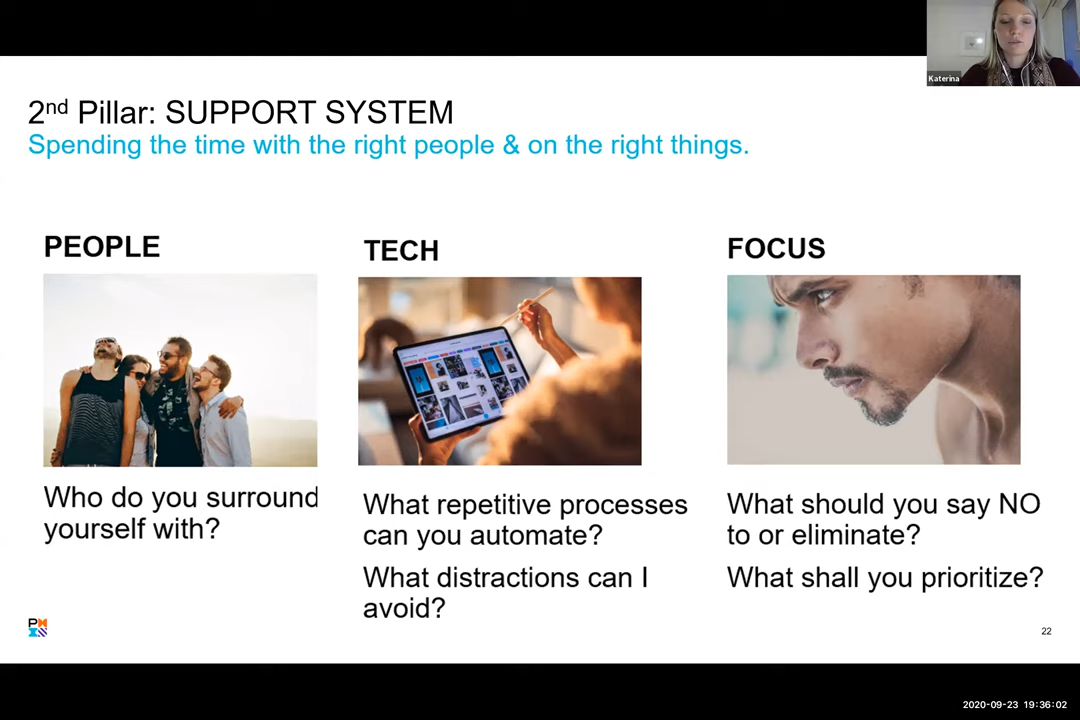 Katerina
2nd Pillar: SUPPORT SYSTEM
Spending the time with the right people & on the right things.
PEOPLE
Who do you surround
yourself with?
TECH
What repetitive processes
can you automate?
What distractions can I
avoid?
FOCUS
What should you say NO
to or eliminate?
What shall you prioritize?
22
2020-09-23 19:36:02